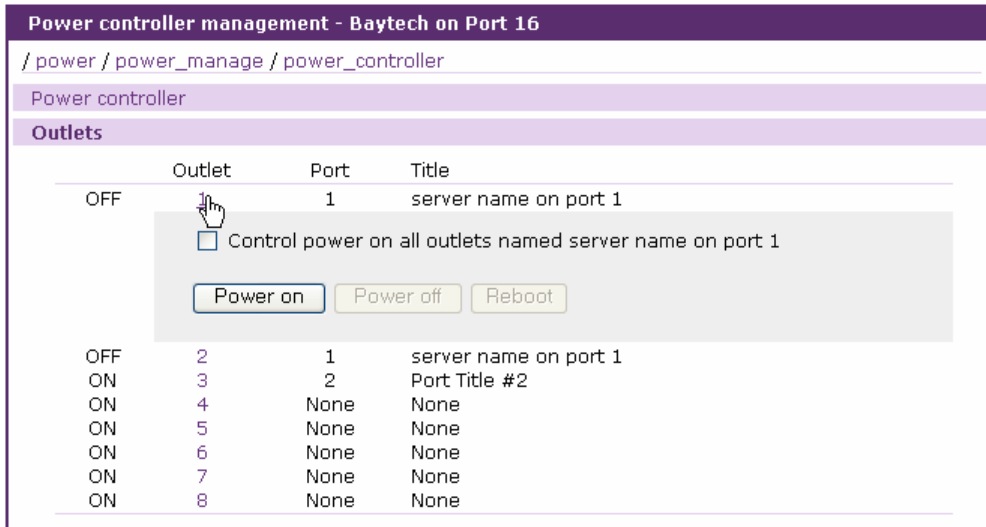 Power controller management - Baytech on Port 16
/ power / power_manage / power_controller
Power controller
Outlets
Outlet Port Title
OFF 1 1 server name on port 1
Control power on all outlets named server name on port 1
Power on Power off Reboot
OFF 2 1 server name on port 1
ON 3 2 Port Title #2
ON 4 None None
ON 5 None None
ON 6 None None
ON 7 None None
ON 8 None None